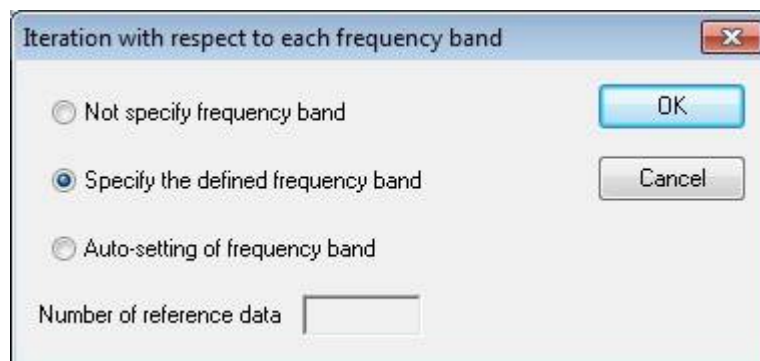 Iteration with respect to each frequency band
Not specify frequency band
OK
Specify the defined frequency band
Cancel
Auto-setting of frequency band
Number of reference data